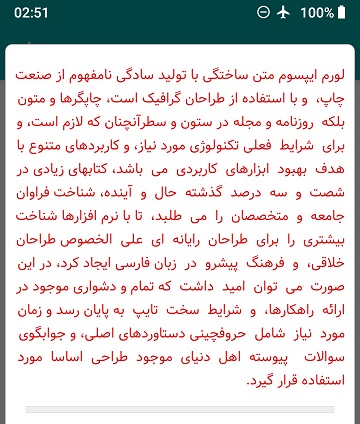 02:51
100%
لورم ایپسوم متن ساختگی با تولید سادگی نامفهوم از صنعت
چاپ، و با استفاده از طراحان گرافیک است، چاپگرها و متون
بلکه روزنامه و مجله در ستون و سطرآنچنان که لازم است، و
برای شرایط فعلی تکنولوژی مورد نیاز، و کاربردهای متنوع با
هدف بهبود ابزارهای کاربردی می باشد، کتابهای زیادی در
شصت و سه درصد گذشته حال و آینده، شناخت فراوان
جامعه و متخصصان را می طلبد، تا با نرم افزارها شناخت
بیشتری را برای طراحان رایانه ای علی الخصوص طراحان
خلاقی، و فرهنگ پیشرو در زبان فارسی ایجاد کرد، در این
صورت می توان امید داشت که تمام و دشواری موجود در
ارائه راهکارها، و شرایط سخت تایپ به پایان رسد و زمان
مورد نیاز شامل حروفچینی دستاوردهای اصلی، و جوابگوی
سوالات پیوسته اهل دنیای موجود طراحی اساسا مورد
استفاده قرار گیرد.